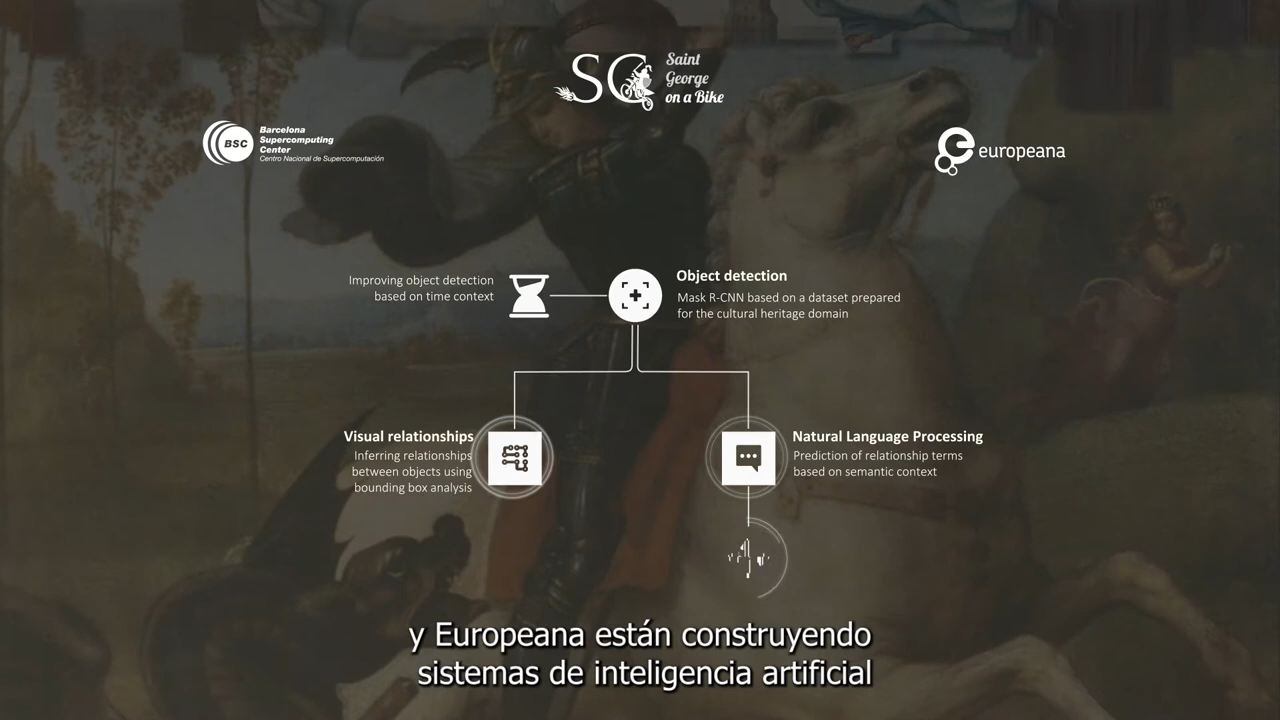 SG
Saint
George
on a Bike
BSC
Barcelona
Supercomputing
Center
Centro Nacional de Supercomputación
europeana
Improving object detection
based on time context
Object detection
Mask R-CNN based on a dataset prepared
for the cultural heritage domain
Visual relationships
Inferring relationships
between objects using
bounding box analysis
Natural Language Processing
Prediction of relationship terms
based on semantic context
y Europeana están construyendo
sistemas de inteligencia artificial